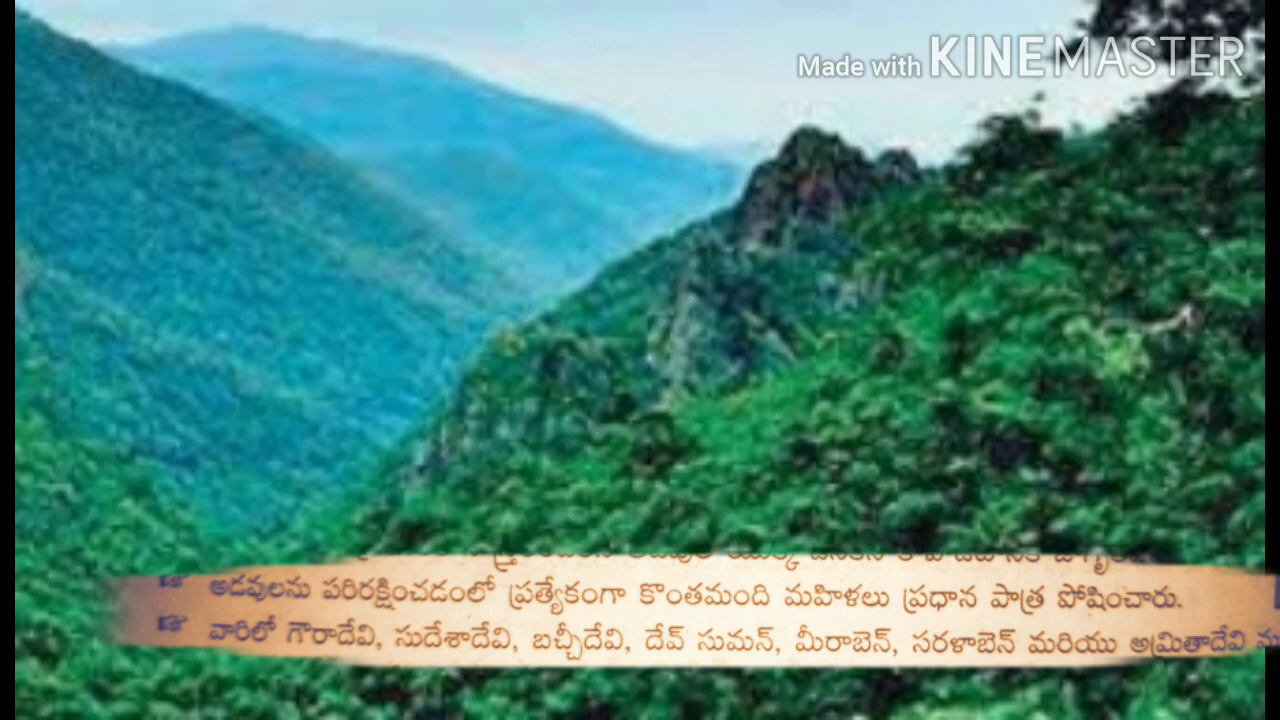 Made with KINEMASTER
అడవులను పరిరక్షించడంలో ప్రత్యేకంగా కొంతమంది మహిళలు ప్రధాన పాత్ర పోషించారు.
వారిలో గౌరాదేవి, సుదేశాదేవి, బచ్చీదేవి, దేవ్ సుమన్, మీరాబెన్, సరళాబెన్ మరియు అమ్రితాదేవి